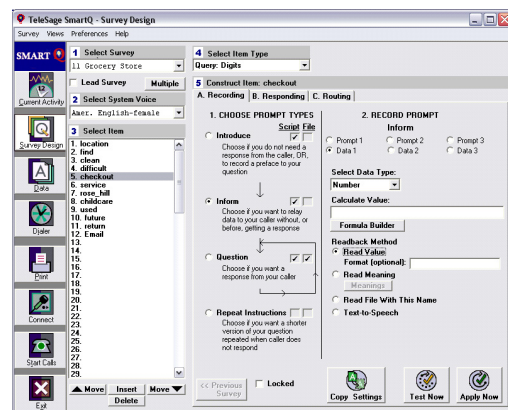 TeleSage SmartQ - Survey Design
Survey Views Preferences Help
SMART Q
Current Activity
Survey Design
Data
Dialer
Print
Connect
Start Calls
Exit
1 Select Survey
11 Grocery Store
Lead Survey Multiple
2 Select System Voice
Amer. English-female
3 Select Item
1. location
2. find
3. clean
4. difficult
5. checkout
6. service
7. rose_hill
8. childcare
9. used
10. future
11. return
12. Email
13.
14.
15.
16.
17.
18.
19.
20.
21.
22.
23.
24.
25.
26.
27.
28.
29.
Move Insert Move
Delete
4 Select Item Type
Query: Digits
5 Construct Item: checkout
A. Recording B. Responding C. Routing
1. CHOOSE PROMPT TYPES
Script File
Introduce
Choose if you do not need a
response from the caller, OR,
to record a preface to your
question
Inform
Choose if you want to relay
data to your caller without, or
before, getting a response
Question
Choose if you want a
response from your caller
Repeat Instructions
Choose if you want a shorter
version of your question
repeated when caller does
not respond
<< Previous
Survey
Locked
2. RECORD PROMPT
Inform
Prompt 1 Prompt 2 Prompt 3
Data 1 Data 2 Data 3
Select Data Type:
Number
Calculate Value:
Formula Builder
Readback Method
Read Value
Format (optional):
Read Meaning
Meanings
Read File With This Name
Text-to-Speech
Copy Settings Test Now Apply Now